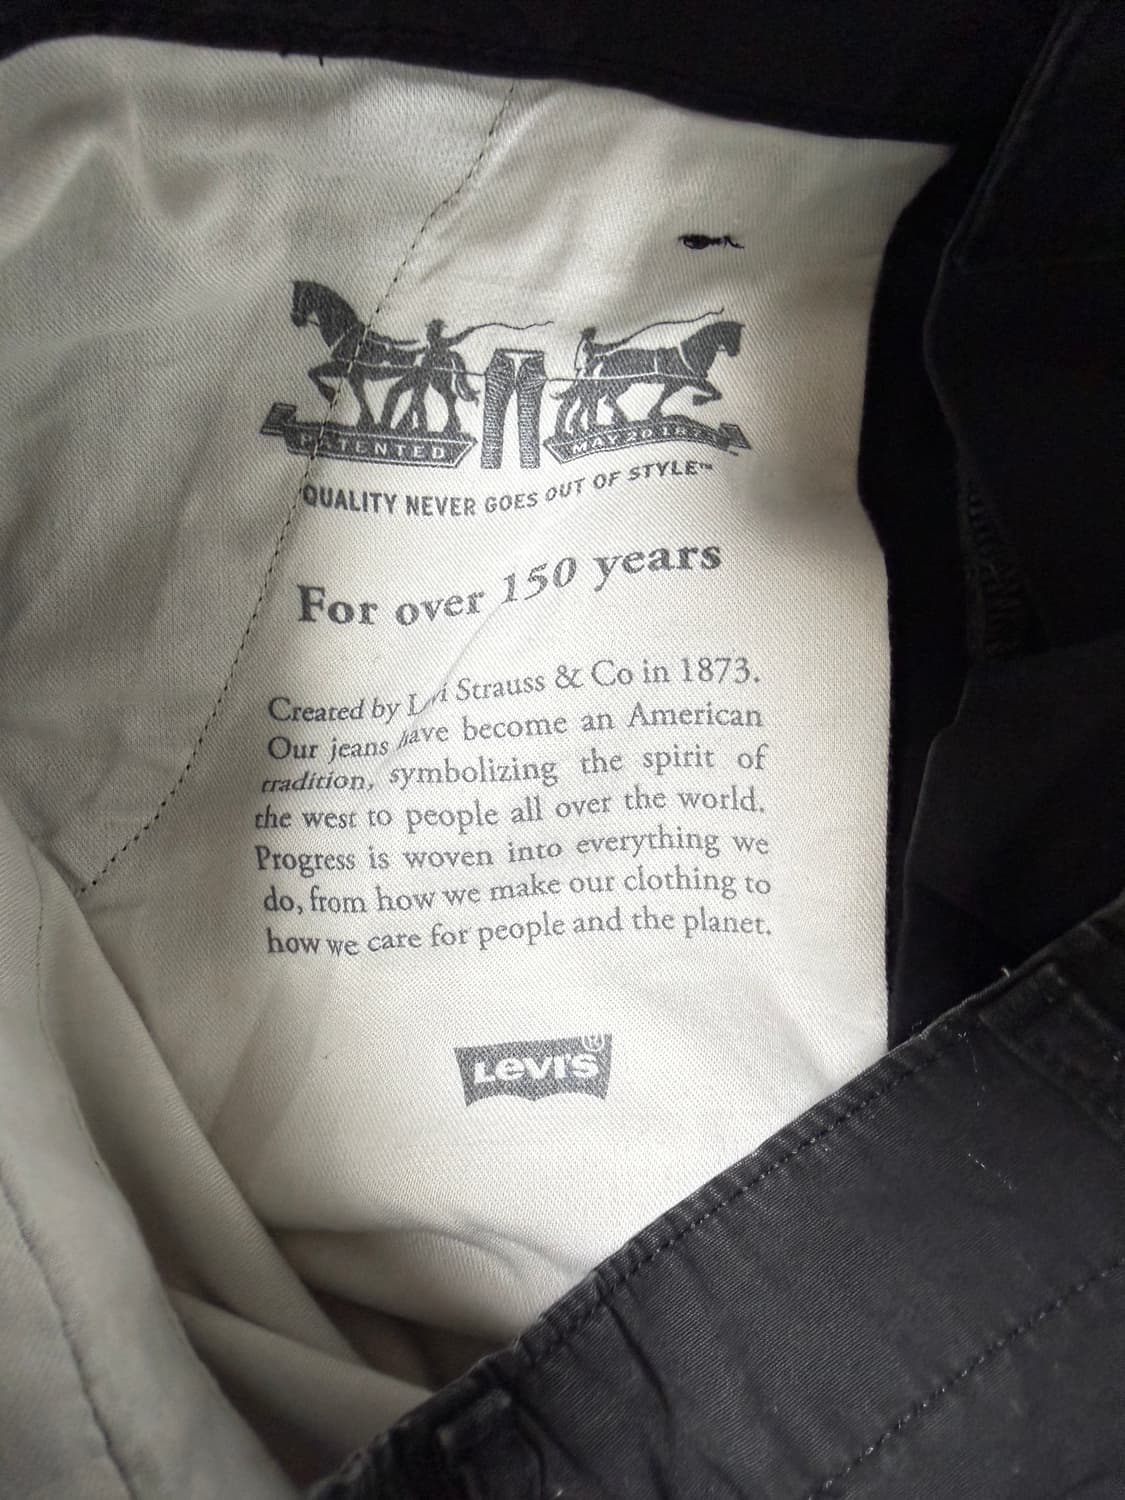 PATENTED MAY 20 1873
QUALITY NEVER GOES OUT OF STYLE™
For over 150 years
Created by Levi Strauss & Co in 1873.
Our jeans have become an American
tradition, symbolizing the spirit of
the west to people all over the world.
Progress is woven into everything we
do, from how we make our clothing to
how we care for people and the planet.
LEVI'S®